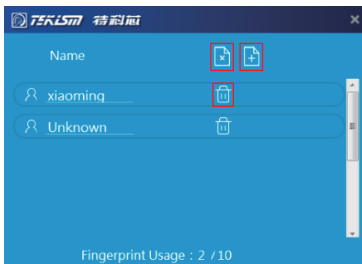 TEKISM 特科芯
Name
xiaoming
Unknown
Fingerprint Usage : 2 / 10